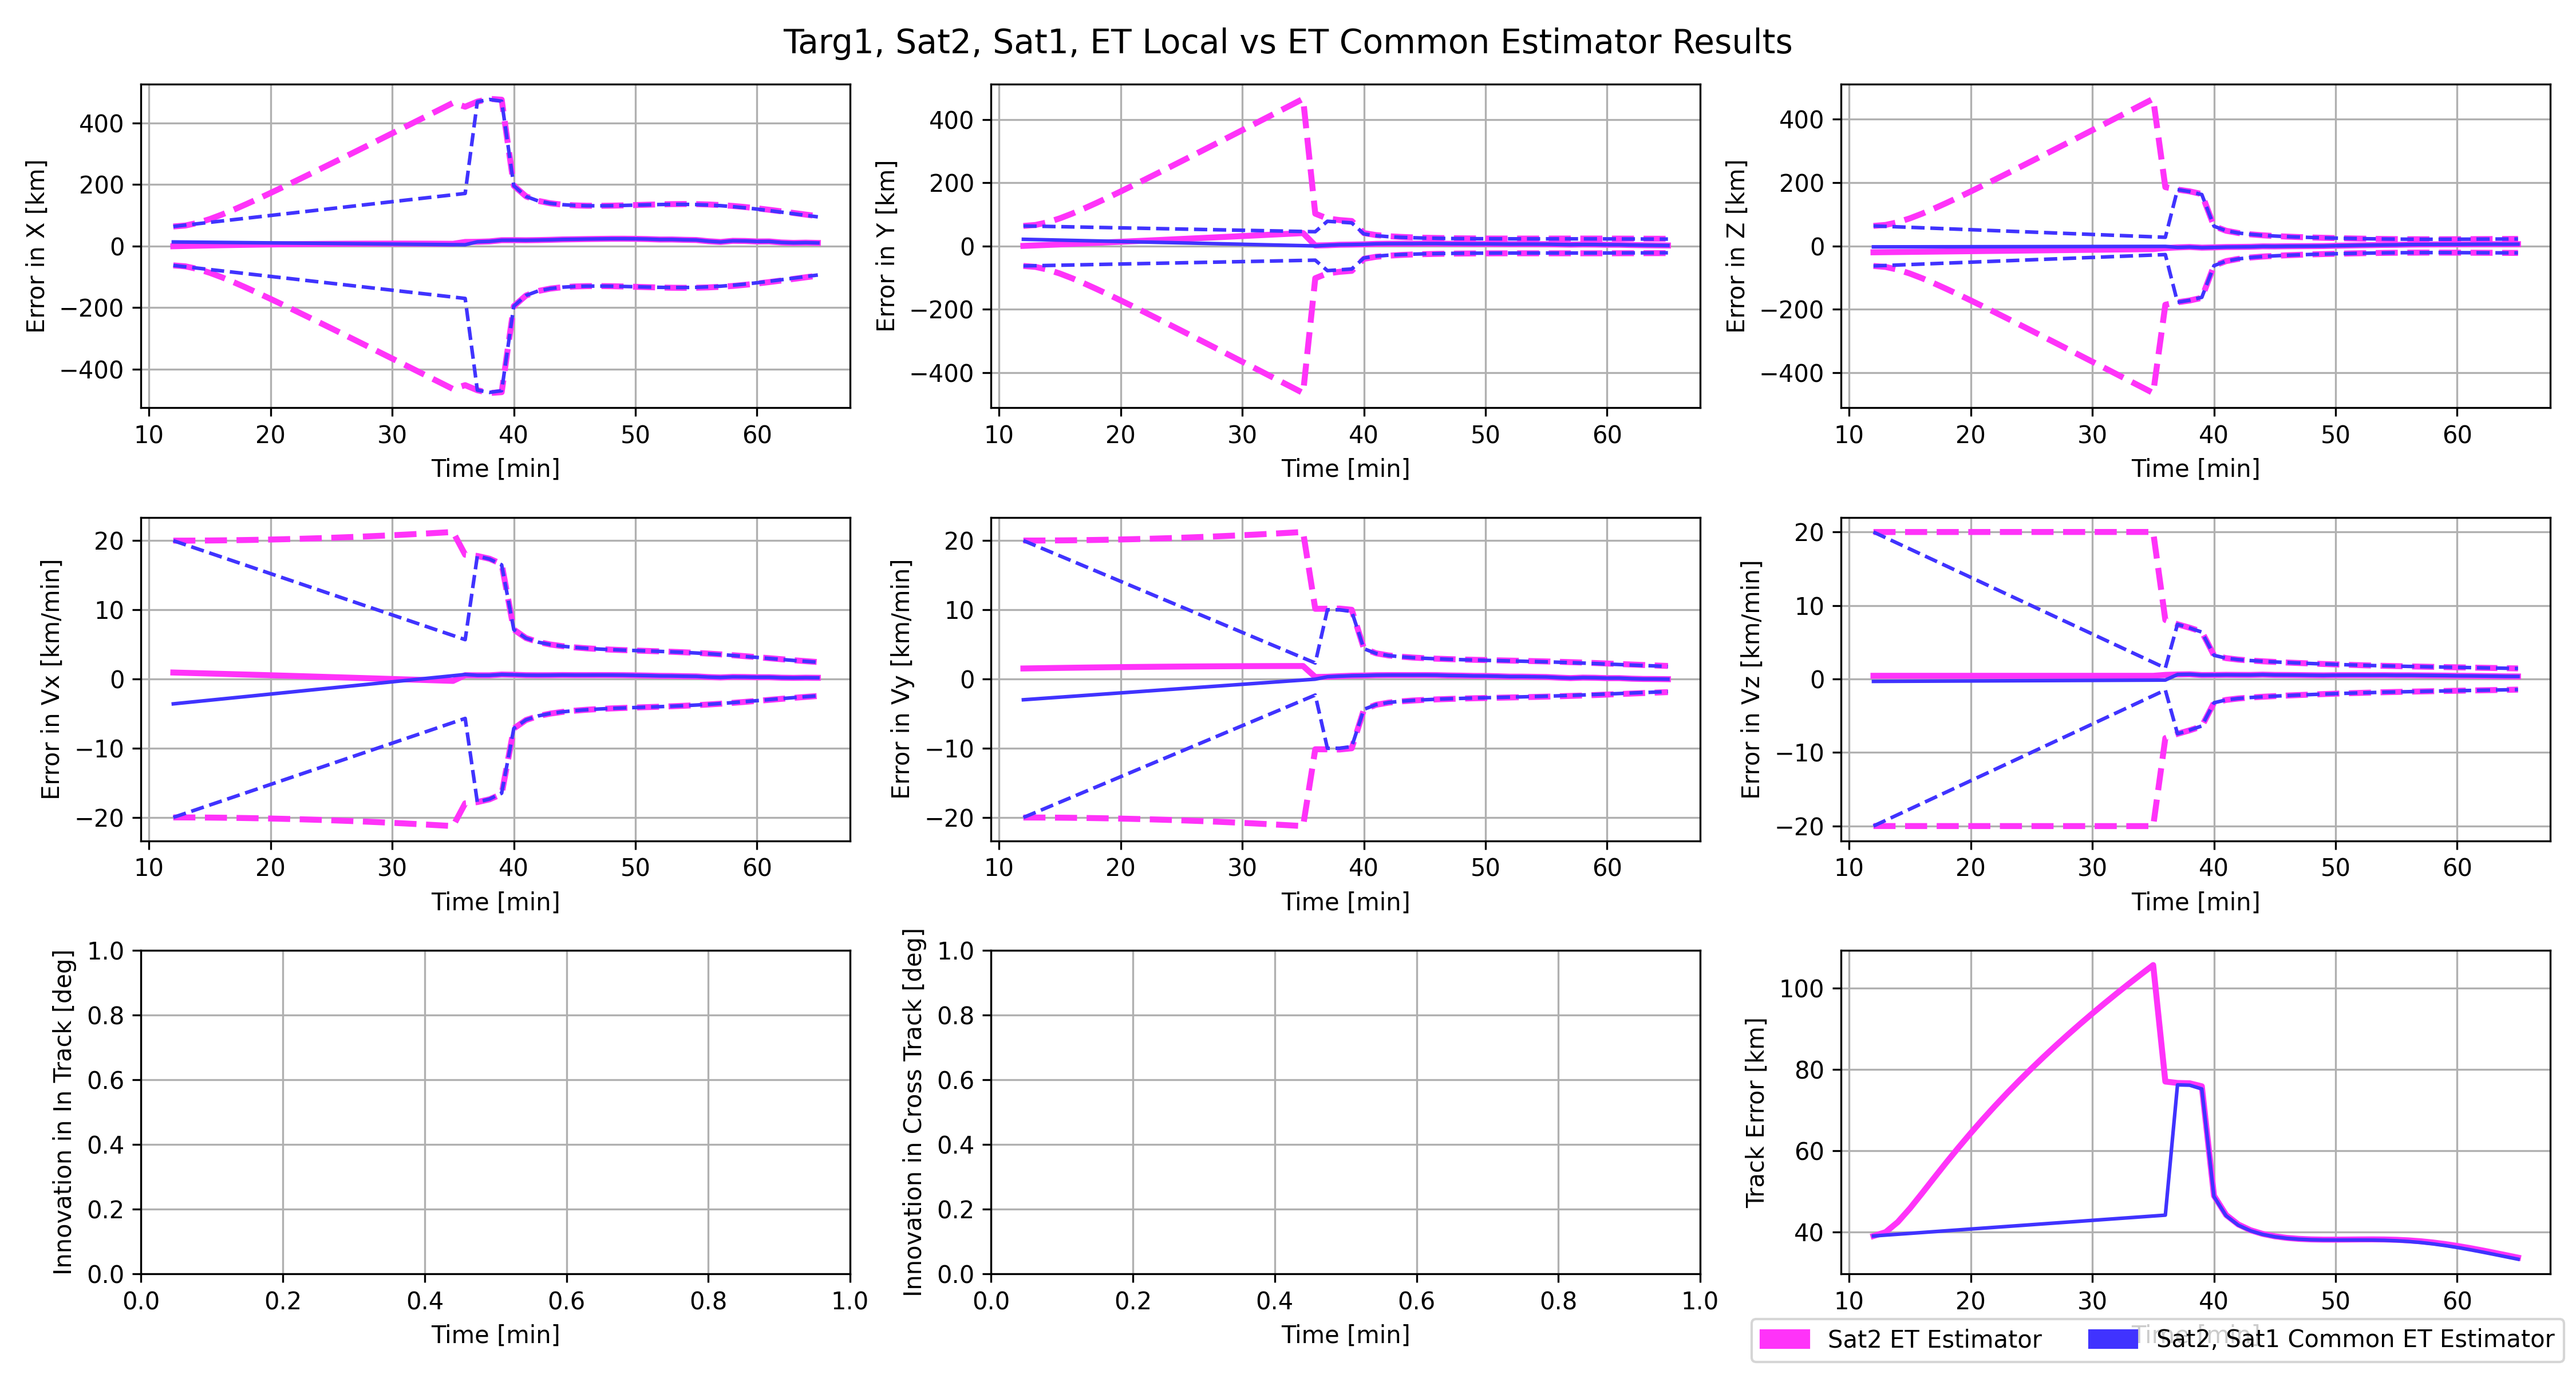 Targ1, Sat2, Sat1, ET Local vs ET Common Estimator Results
Error in X [km]
400
200
0
−200
−400
10 20 30 40 50 60
Time [min]
Error in Y [km]
400
200
0
−200
−400
10 20 30 40 50 60
Time [min]
Error in Z [km]
400
200
0
−200
−400
10 20 30 40 50 60
Time [min]
Error in Vx [km/min]
20
10
0
−10
−20
10 20 30 40 50 60
Time [min]
Error in Vy [km/min]
20
10
0
−10
−20
10 20 30 40 50 60
Time [min]
Error in Vz [km/min]
20
10
0
−10
−20
10 20 30 40 50 60
Time [min]
Innovation in In Track [deg]
1.0
0.8
0.6
0.4
0.2
0.0
0.0 0.2 0.4 0.6 0.8 1.0
Time [min]
Innovation in Cross Track [deg]
1.0
0.8
0.6
0.4
0.2
0.0
0.0 0.2 0.4 0.6 0.8 1.0
Time [min]
Track Error [km]
100
80
60
40
10 20 30 40 50 60
Time [min]
Sat2 ET Estimator
Sat2, Sat1 Common ET Estimator